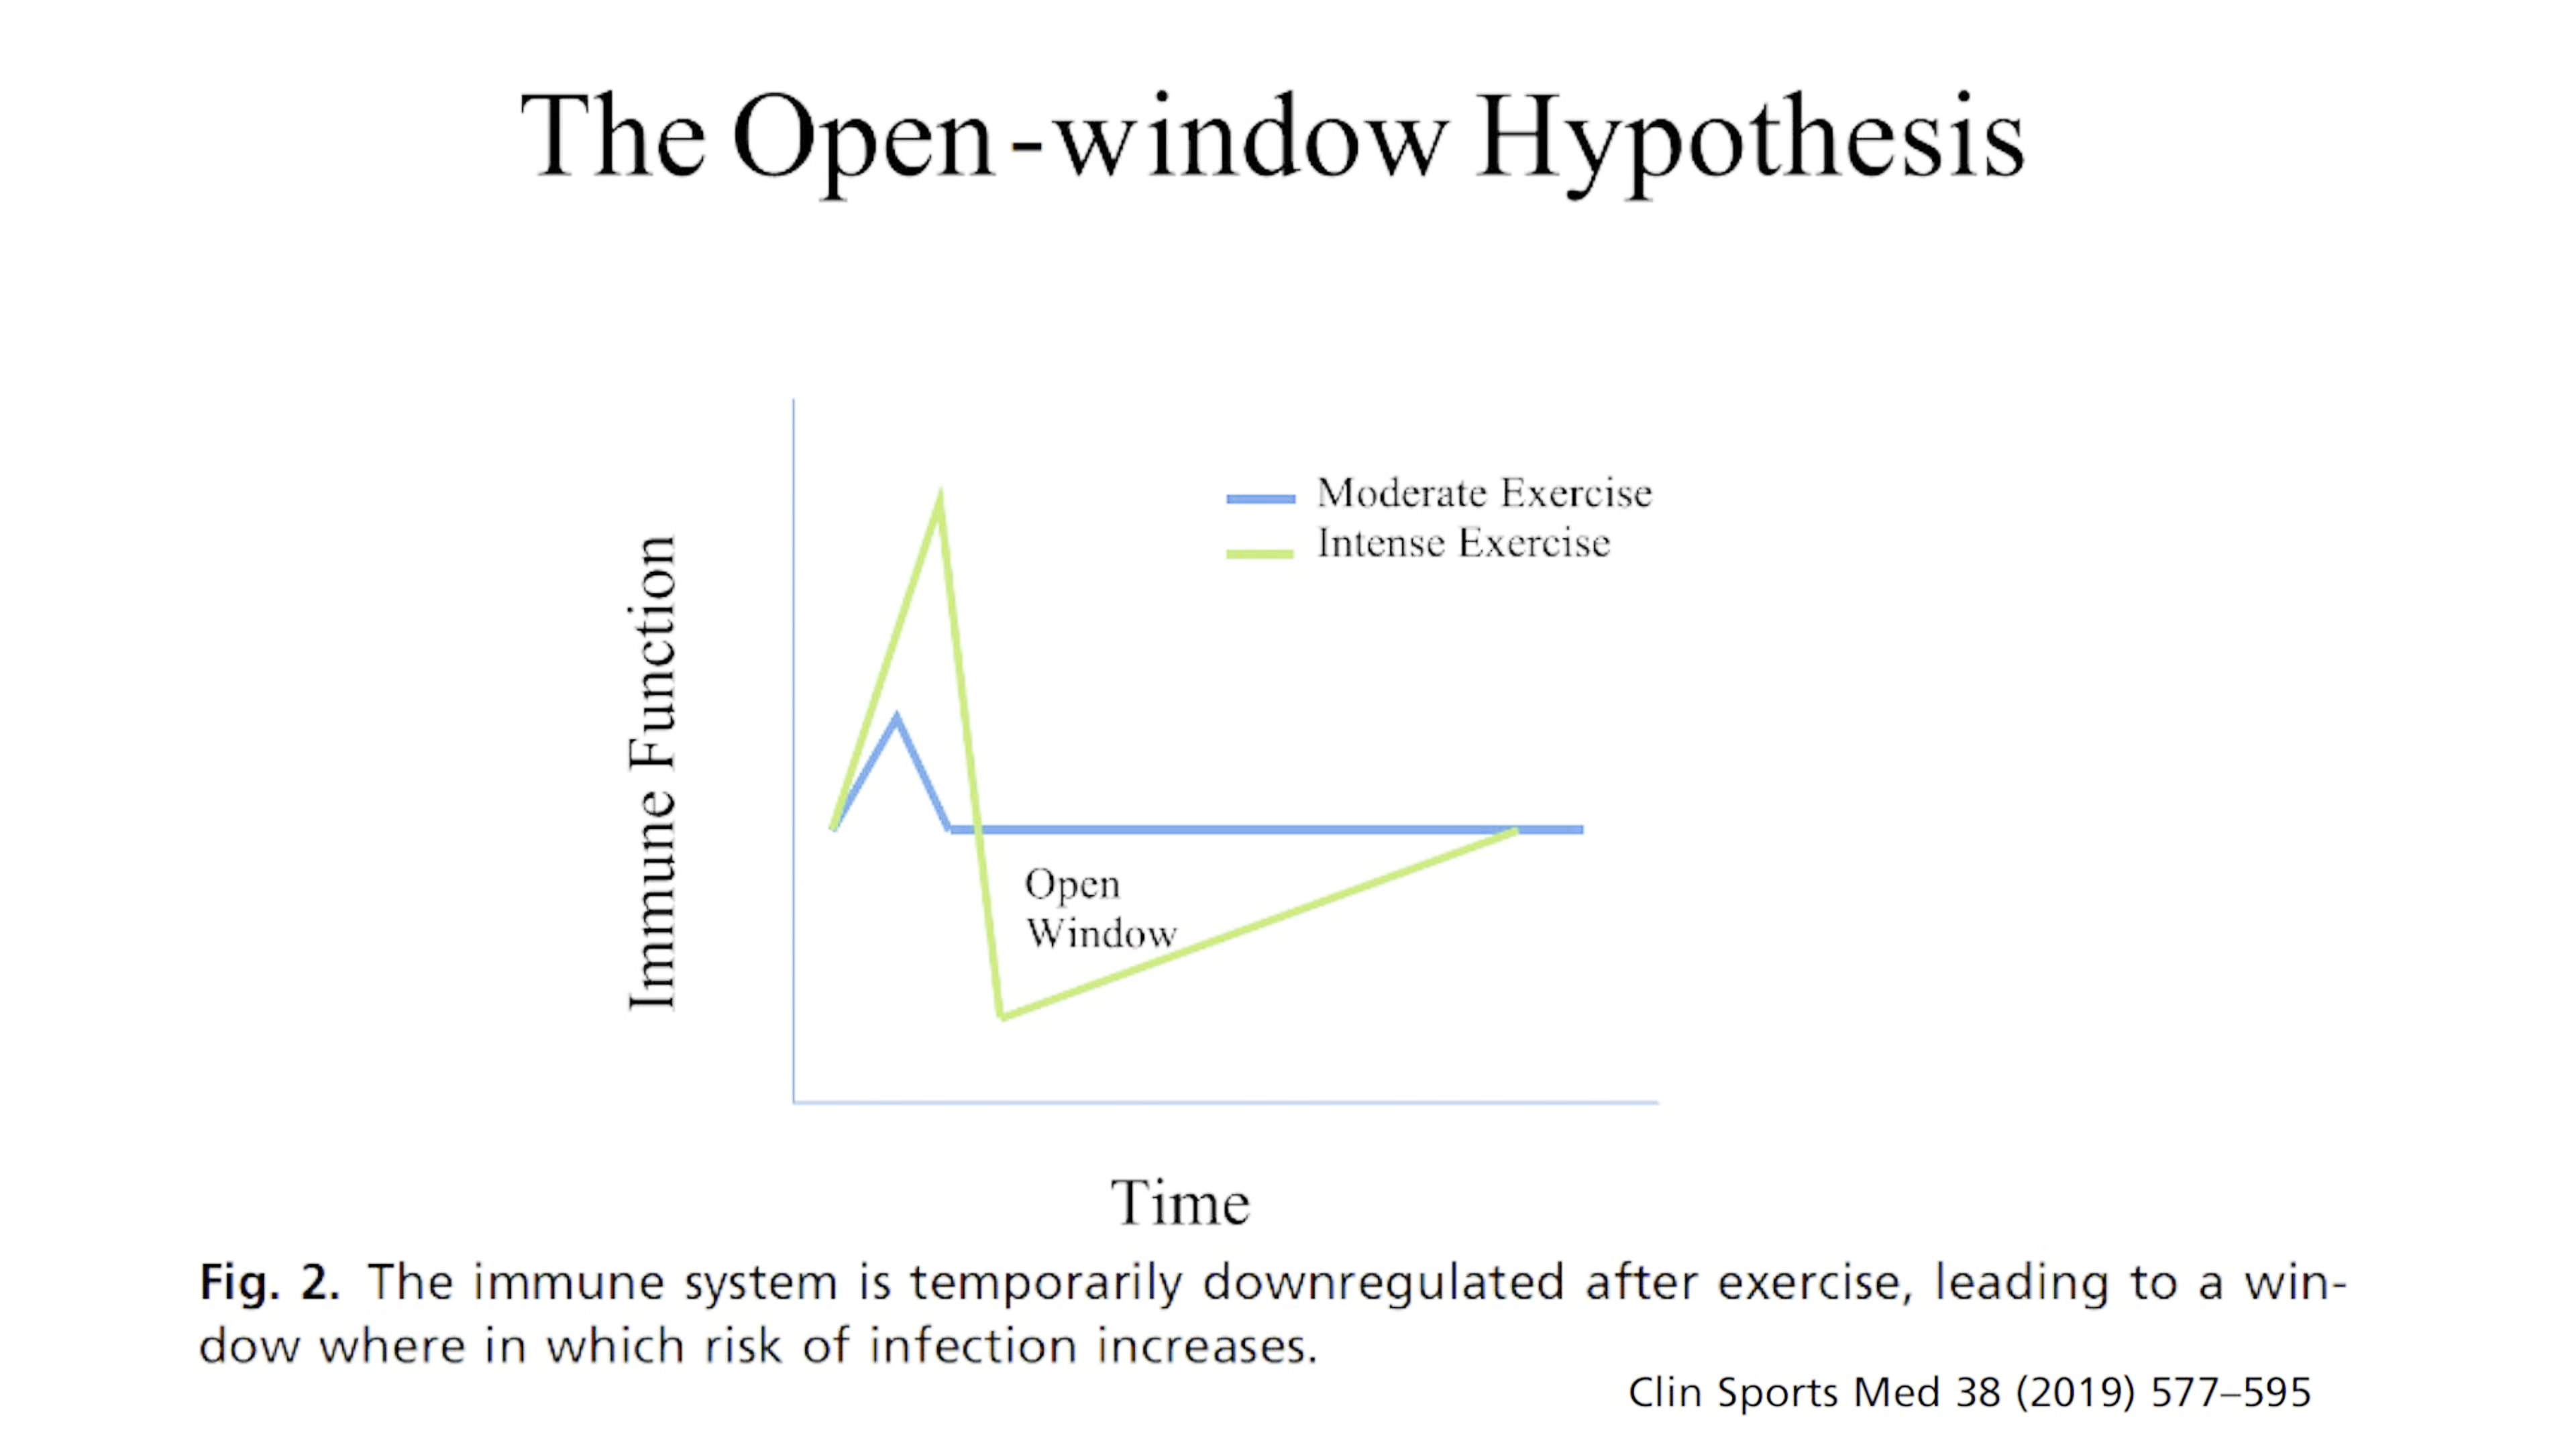 The Open-window Hypothesis
Immune Function
Moderate Exercise
Intense Exercise
Open
Window
Time
Fig. 2. The immune system is temporarily downregulated after exercise, leading to a win-
dow where in which risk of infection increases.
Clin Sports Med 38 (2019) 577–595